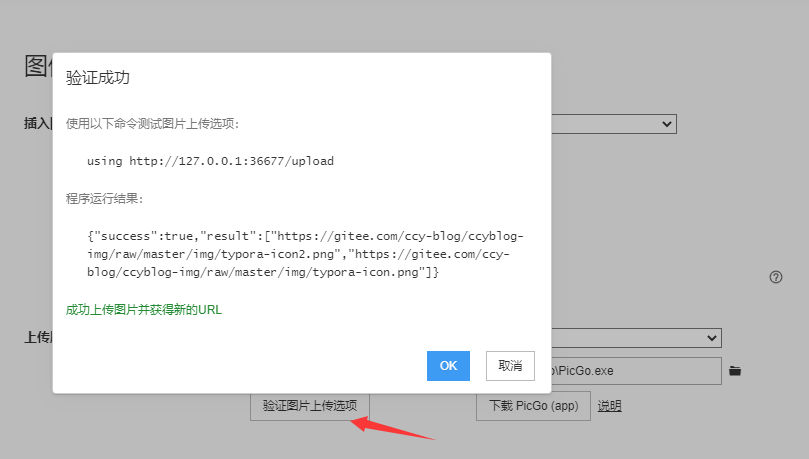 图
验证成功
使用以下命令测试图片上传选项:
插入
using http://127.0.0.1:36677/upload
程序运行结果:
{"success":true,"result":["https://gitee.com/ccy-blog/ccyblog-
img/raw/master/img/typora-icon2.png","https://gitee.com/ccy-
blog/ccyblog-img/raw/master/img/typora-icon.png"]}
成功上传图片并获得新的URL
上传
OK
取消
\PicGo.exe
验证图片上传选项
下载 PicGo (app)
说明